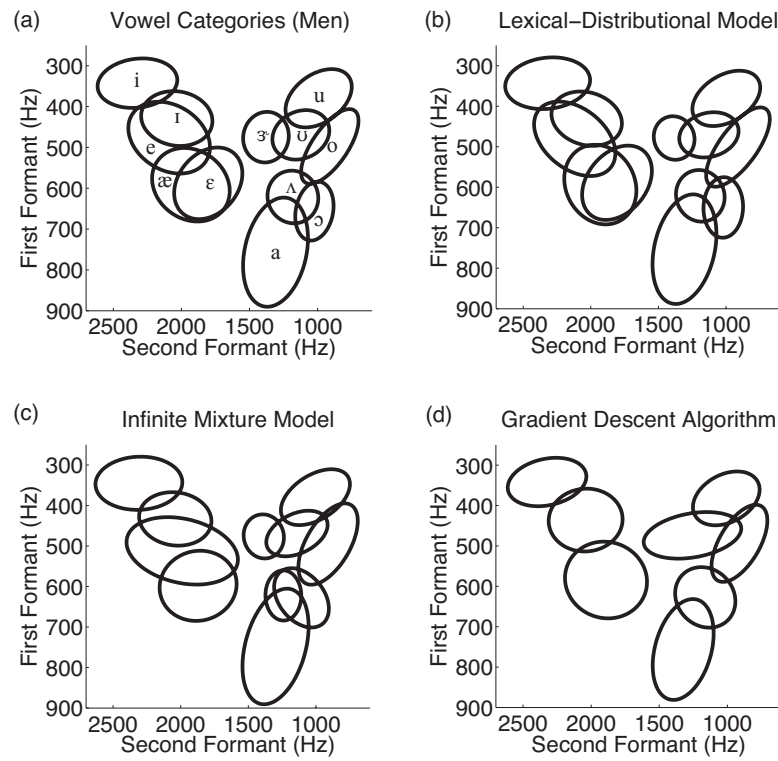 (a) Vowel Categories (Men)
First Formant (Hz)
300
400
500
600
700
800
900
i
ɪ
e
æ
ɛ
ɝ
u
ʊ
o
ʌ
ɔ
a
2500 2000 1500 1000
Second Formant (Hz)
(b) Lexical−Distributional Model
First Formant (Hz)
300
400
500
600
700
800
900
2500 2000 1500 1000
Second Formant (Hz)
(c) Infinite Mixture Model
First Formant (Hz)
300
400
500
600
700
800
900
2500 2000 1500 1000
Second Formant (Hz)
(d) Gradient Descent Algorithm
First Formant (Hz)
300
400
500
600
700
800
900
2500 2000 1500 1000
Second Formant (Hz)